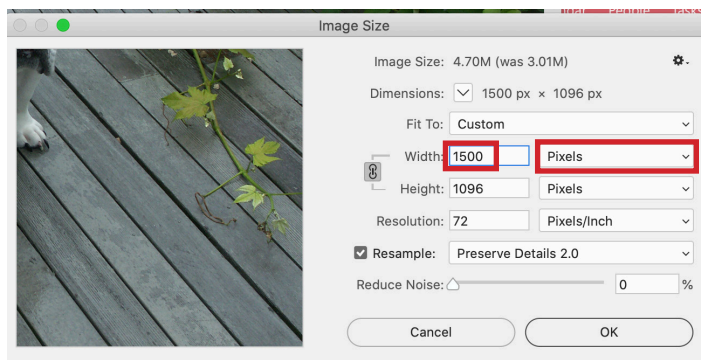 Image Size
Image Size: 4.70M (was 3.01M)
Dimensions: 1500 px × 1096 px
Fit To: Custom
Width: 1500 Pixels
Height: 1096 Pixels
Resolution: 72 Pixels/Inch
Resample: Preserve Details 2.0
Reduce Noise: 0 %
Cancel OK